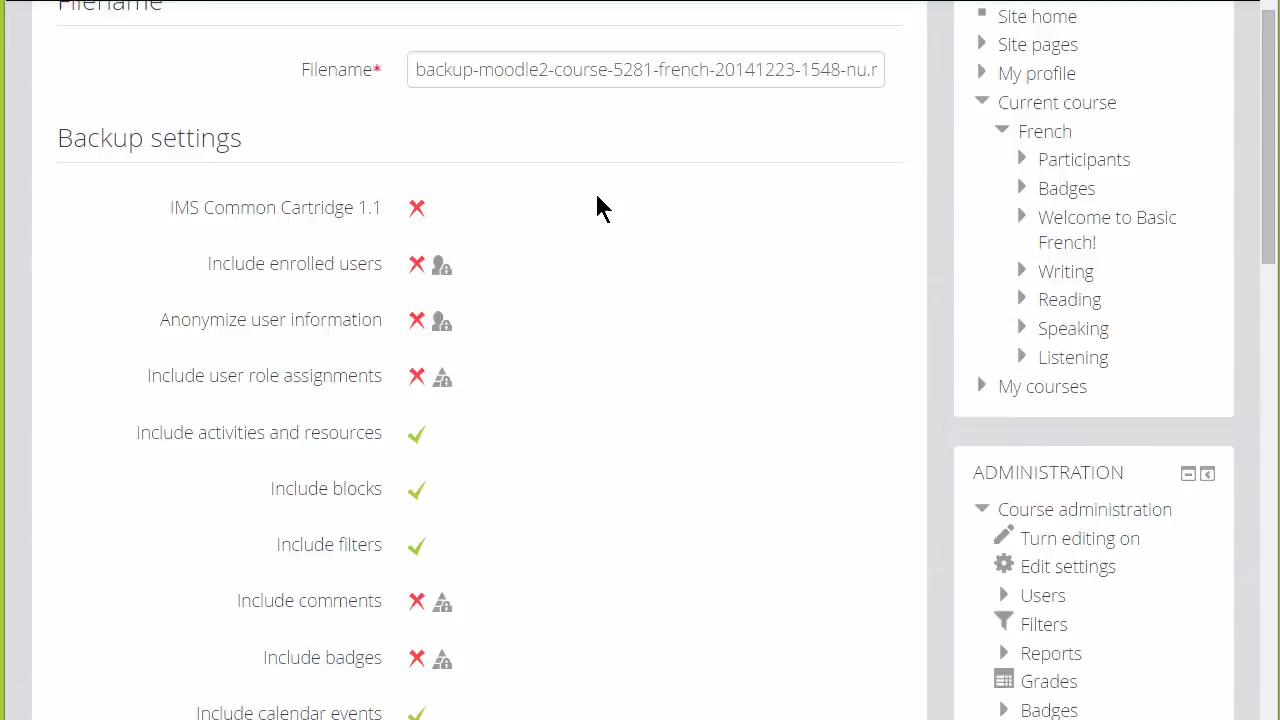 Filename
Filename*
backup-moodle2-course-5281-french-20141223-1548-nu.r
Backup settings
IMS Common Cartridge 1.1
Include enrolled users
Anonymize user information
Include user role assignments
Include activities and resources
Include blocks
Include filters
Include comments
Include badges
Include calendar events
Site home
Site pages
My profile
Current course
French
Participants
Badges
Welcome to Basic
French!
Writing
Reading
Speaking
Listening
My courses
ADMINISTRATION
Course administration
Turn editing on
Edit settings
Users
Filters
Reports
Grades
Badges